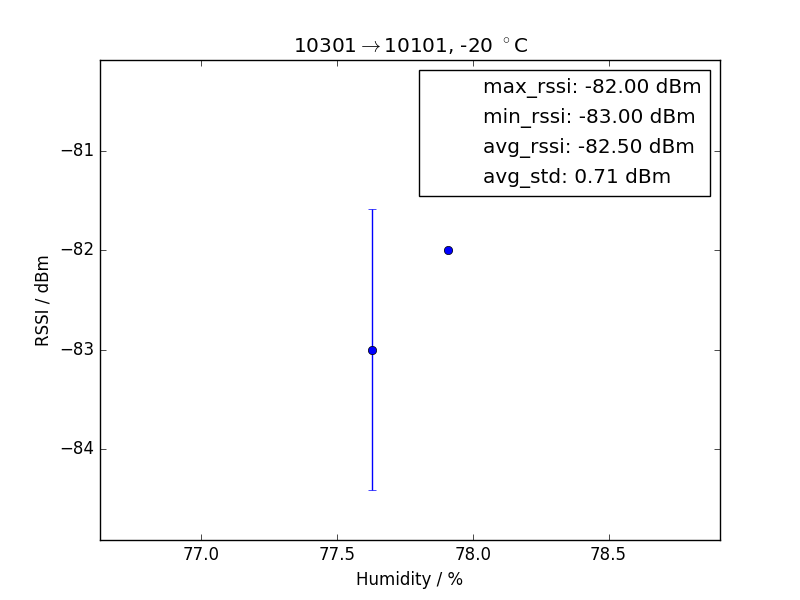 10301→10101, -20 °C
max_rssi: -82.00 dBm
min_rssi: -83.00 dBm
avg_rssi: -82.50 dBm
avg_std: 0.71 dBm
−81
−82
−83
−84
RSSI / dBm
77.0 77.5 78.0 78.5
Humidity / %